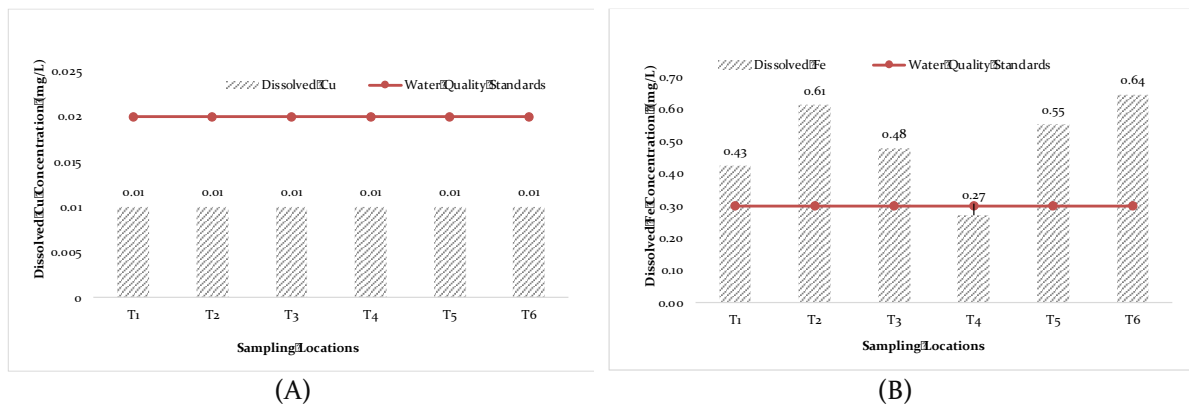 Dissolved Cu Water Quality Standards
Dissolved Cu Concentration (mg/L)
0.025
0.02
0.015
0.01
0.005
0
0.01 0.01 0.01 0.01 0.01 0.01
T1 T2 T3 T4 T5 T6
Sampling Locations
(A)
Dissolved Fe Water Quality Standards
Dissolved Fe Concentration (mg/L)
0.70
0.60
0.50
0.40
0.30
0.20
0.10
0.00
0.43 0.61 0.48 0.27 0.55 0.64
T1 T2 T3 T4 T5 T6
Sampling Locations
(B)